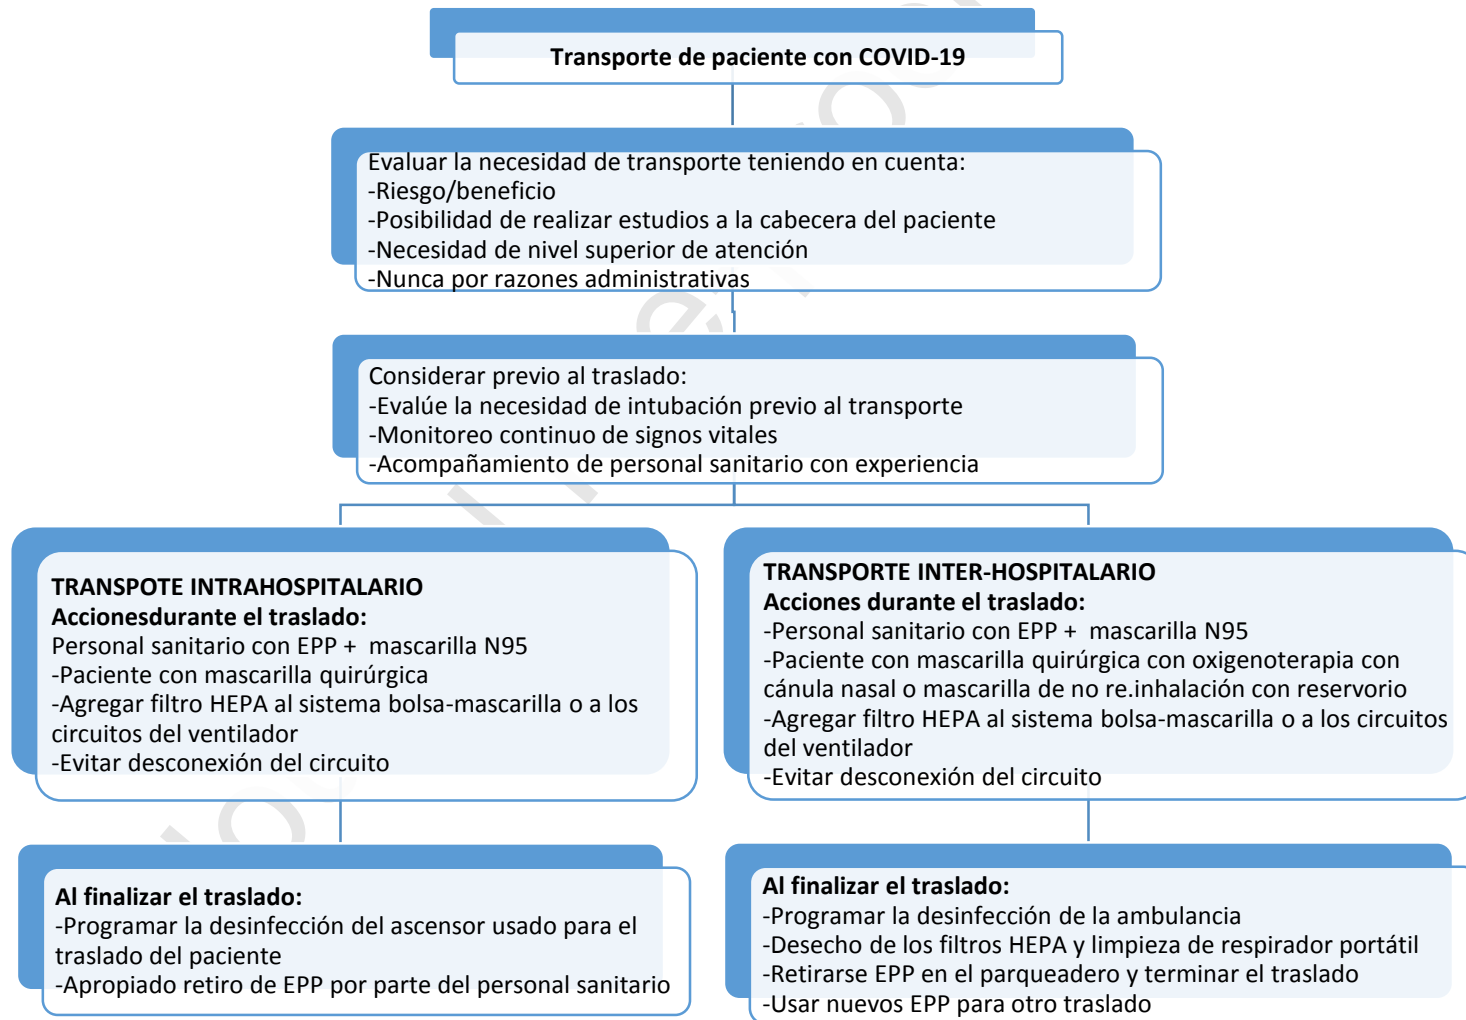 Transporte de paciente con COVID-19
Evaluar la necesidad de transporte teniendo en cuenta:
-Riesgo/beneficio
-Posibilidad de realizar estudios a la cabecera del paciente
-Necesidad de nivel superior de atención
-Nunca por razones administrativas
Considerar previo al traslado:
-Evalúe la necesidad de intubación previo al transporte
-Monitoreo continuo de signos vitales
-Acompañamiento de personal sanitario con experiencia
TRANSPOTE INTRAHOSPITALARIO
Accionesdurante el traslado:
Personal sanitario con EPP + mascarilla N95
-Paciente con mascarilla quirúrgica
-Agregar filtro HEPA al sistema bolsa-mascarilla o a los
circuitos del ventilador
-Evitar desconexión del circuito
TRANSPORTE INTER-HOSPITALARIO
Acciones durante el traslado:
-Personal sanitario con EPP + mascarilla N95
-Paciente con mascarilla quirúrgica con oxigenoterapia con
cánula nasal o mascarilla de no re.inhalación con reservorio
-Agregar filtro HEPA al sistema bolsa-mascarilla o a los circuitos
del ventilador
-Evitar desconexión del circuito
Al finalizar el traslado:
-Programar la desinfección del ascensor usado para el
traslado del paciente
-Apropiado retiro de EPP por parte del personal sanitario
Al finalizar el traslado:
-Programar la desinfección de la ambulancia
-Desecho de los filtros HEPA y limpieza de respirador portátil
-Retirarse EPP en el parqueadero y terminar el traslado
-Usar nuevos EPP para otro traslado